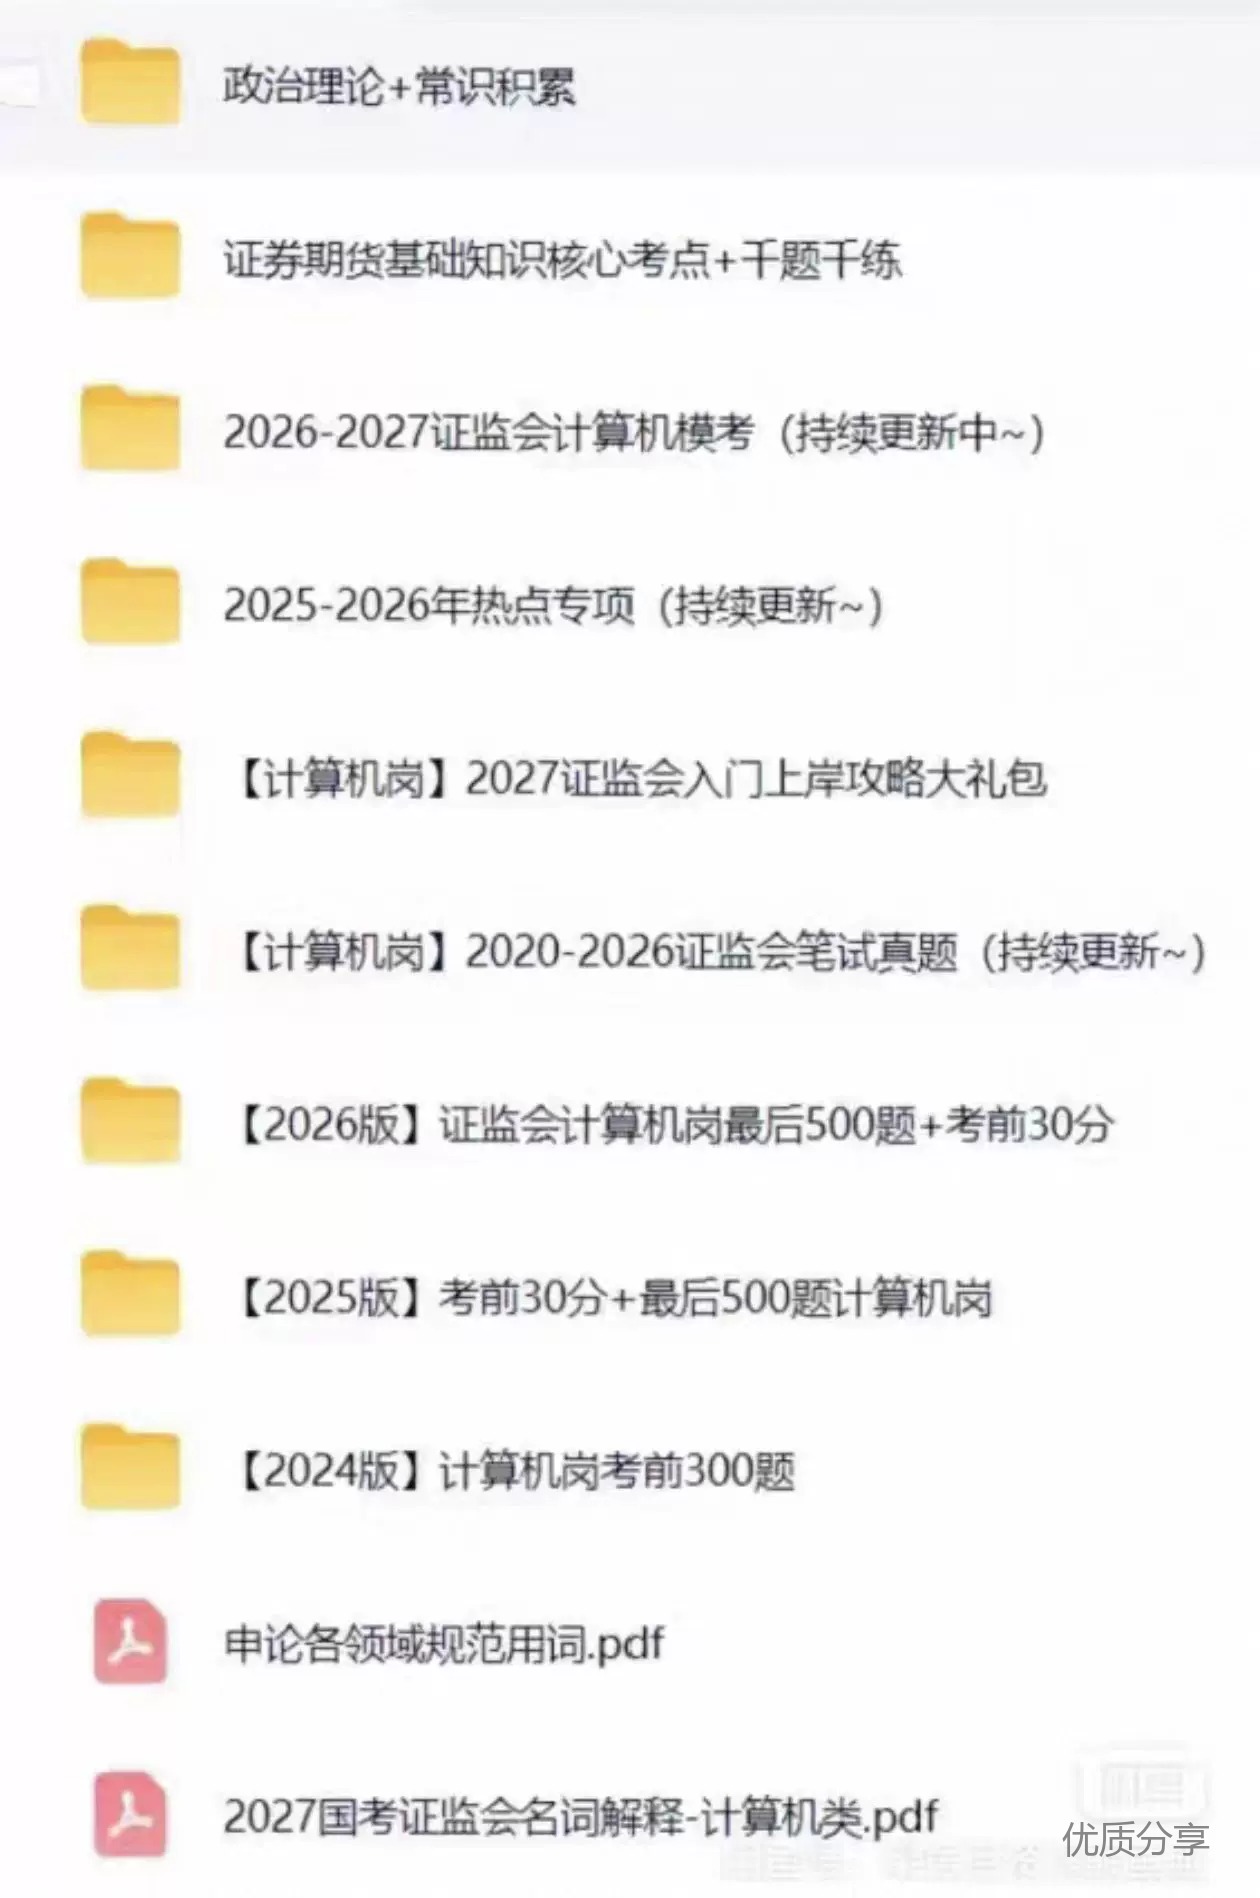 政治理论+常识积累
证券期货基础知识核心考点+千题千练
2026-2027证监会计算机模考（持续更新中~）
2025-2026年热点专项（持续更新~）
【计算机岗】2027证监会入门上岸攻略大礼包
【计算机岗】2020-2026证监会笔试真题（持续更新~）
【2026版】证监会计算机岗最后500题+考前30分
【2025版】考前30分+最后500题计算机岗
【2024版】计算机岗考前300题
申论各领域规范用词.pdf
2027国考证监会名词解释-计算机类.pdf
优质分享